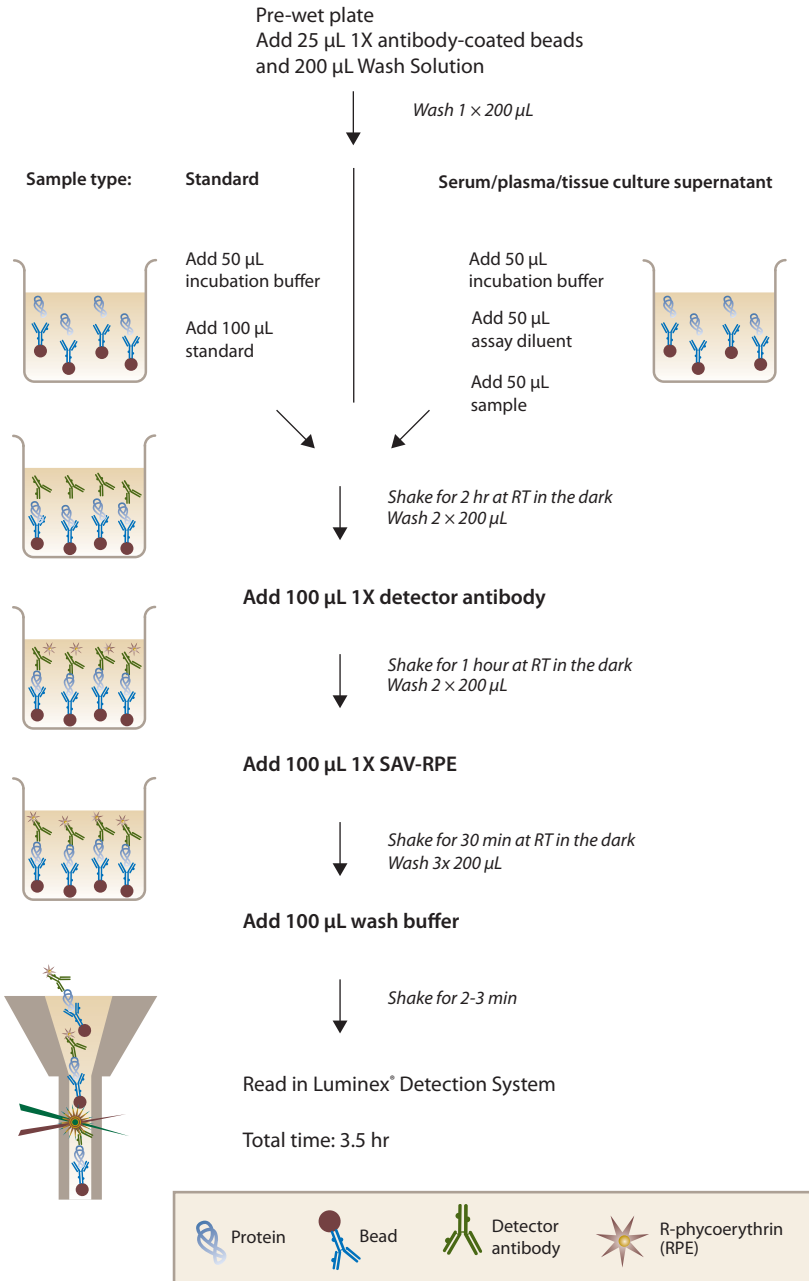 Pre-wet plate
Add 25 µL 1X antibody-coated beads
and 200 µL Wash Solution
Wash 1 × 200 µL
Sample type:
Standard
Serum/plasma/tissue culture supernatant
Add 50 µL
incubation buffer
Add 100 µL
standard
Add 50 µL
incubation buffer
Add 50 µL
assay diluent
Add 50 µL
sample
Shake for 2 hr at RT in the dark
Wash 2 × 200 µL
Add 100 µL 1X detector antibody
Shake for 1 hour at RT in the dark
Wash 2 × 200 µL
Add 100 µL 1X SAV-RPE
Shake for 30 min at RT in the dark
Wash 3x 200 µL
Add 100 µL wash buffer
Shake for 2-3 min
Read in Luminex® Detection System
Total time: 3.5 hr
Protein
Bead
Detector
antibody
R-phycoerythrin
(RPE)